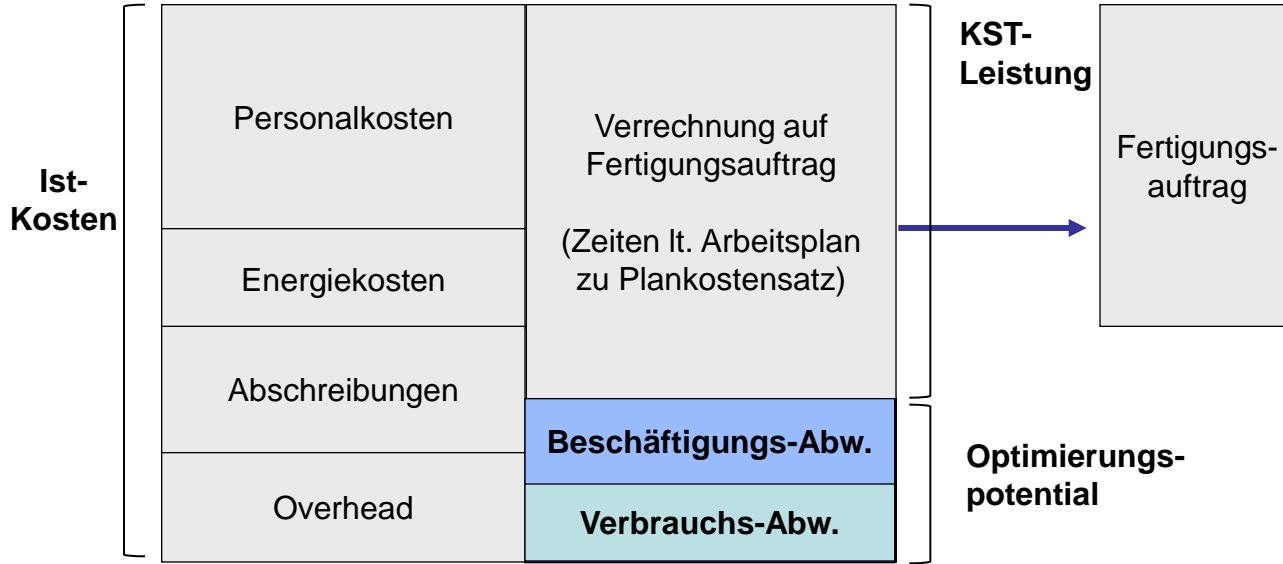 Ist-
Kosten
Personalkosten
Energiekosten
Abschreibungen
Overhead
Verrechnung auf
Fertigungsauftrag
(Zeiten lt. Arbeitsplan
zu Plankostensatz)
Beschäftigungs-Abw.
Verbrauchs-Abw.
KST-
Leistung
Optimierungs-
potential
Fertigungs-
auftrag